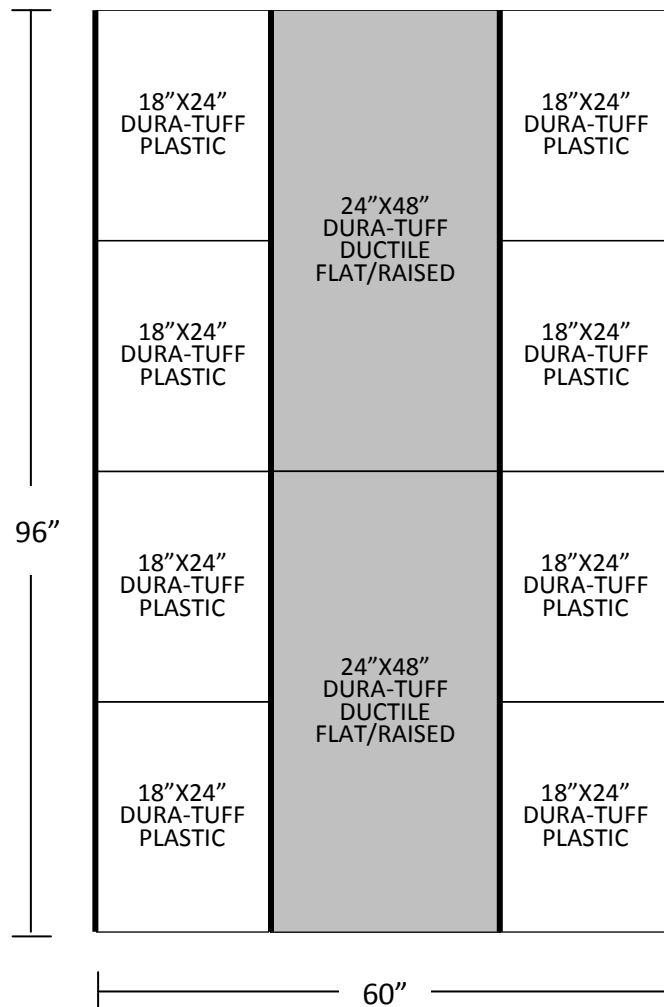 18”X24”
DURA-TUFF
PLASTIC
24”X48”
DURA-TUFF
DUCTILE
FLAT/RAISED
18”X24”
DURA-TUFF
PLASTIC
18”X24”
DURA-TUFF
PLASTIC
18”X24”
DURA-TUFF
PLASTIC
96”
18”X24”
DURA-TUFF
PLASTIC
24”X48”
DURA-TUFF
DUCTILE
FLAT/RAISED
18”X24”
DURA-TUFF
PLASTIC
18”X24”
DURA-TUFF
PLASTIC
18”X24”
DURA-TUFF
PLASTIC
60”